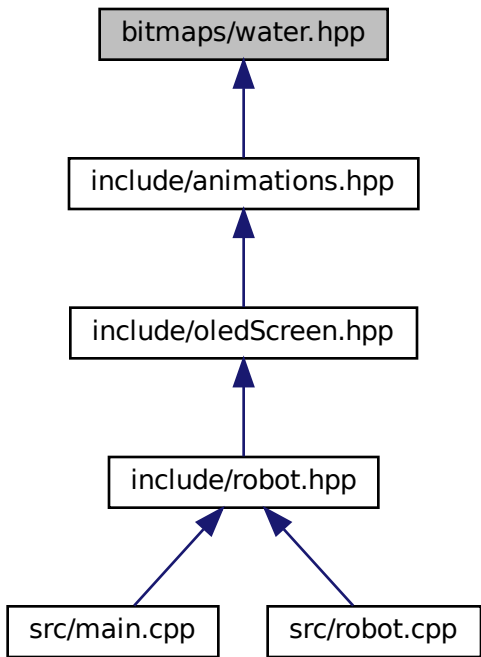 bitmaps/water.hpp
include/animations.hpp
include/oledScreen.hpp
include/robot.hpp
src/main.cpp
src/robot.cpp